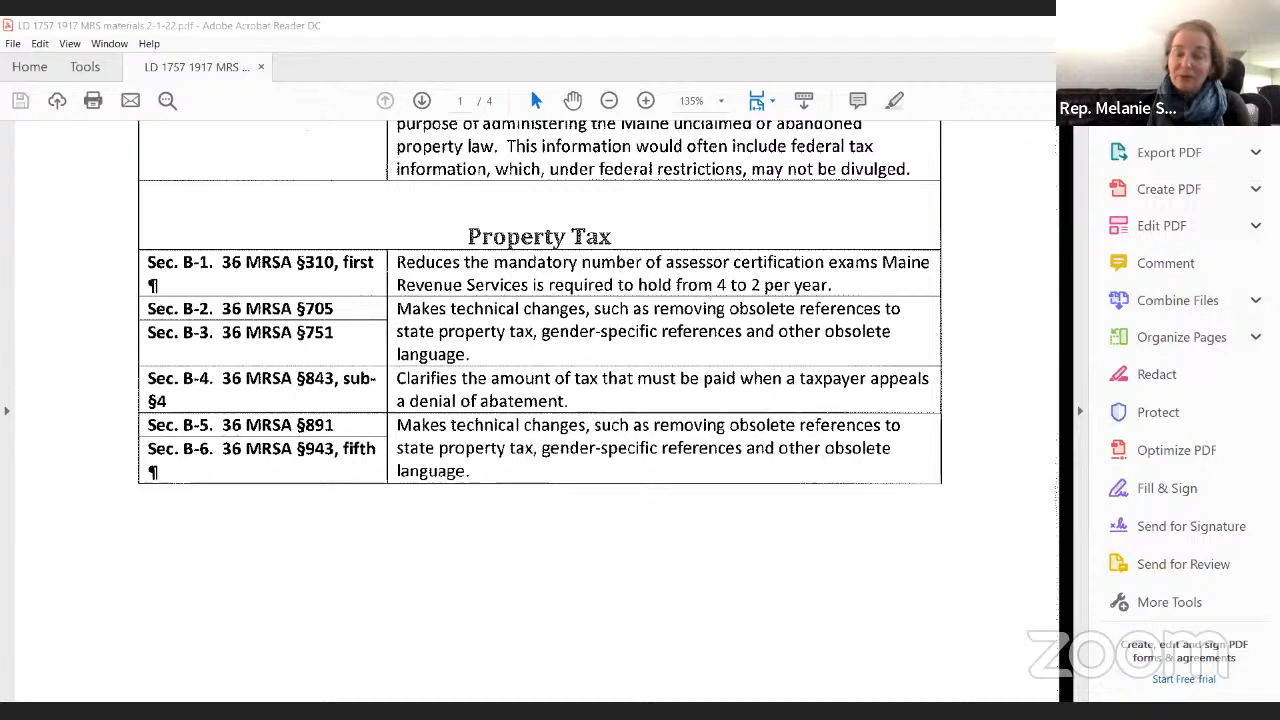 LD 1757 1917 MRS materials 2-1-22.pdf - Adobe Acrobat Reader DC
File Edit View Window Help
Home Tools LD 1757 1917 MRS ... ×
1 / 4 135%
Rep. Melanie S...
purpose of administering the Maine unclaimed or abandoned
property law. This information would often include federal tax
information, which, under federal restrictions, may not be divulged.
Property Tax
Sec. B-1. 36 MRSA §310, first
¶
Reduces the mandatory number of assessor certification exams Maine
Revenue Services is required to hold from 4 to 2 per year.
Sec. B-2. 36 MRSA §705
Sec. B-3. 36 MRSA §751
Makes technical changes, such as removing obsolete references to
state property tax, gender-specific references and other obsolete
language.
Sec. B-4. 36 MRSA §843, sub-
§4
Clarifies the amount of tax that must be paid when a taxpayer appeals
a denial of abatement.
Sec. B-5. 36 MRSA §891
Sec. B-6. 36 MRSA §943, fifth
¶
Makes technical changes, such as removing obsolete references to
state property tax, gender-specific references and other obsolete
language.
Export PDF
Create PDF
Edit PDF
Comment
Combine Files
Organize Pages
Redact
Protect
Optimize PDF
Fill & Sign
Send for Signature
Send for Review
More Tools
Create, edit and sign PDF
forms & agreements
Start Free Trial
zoom